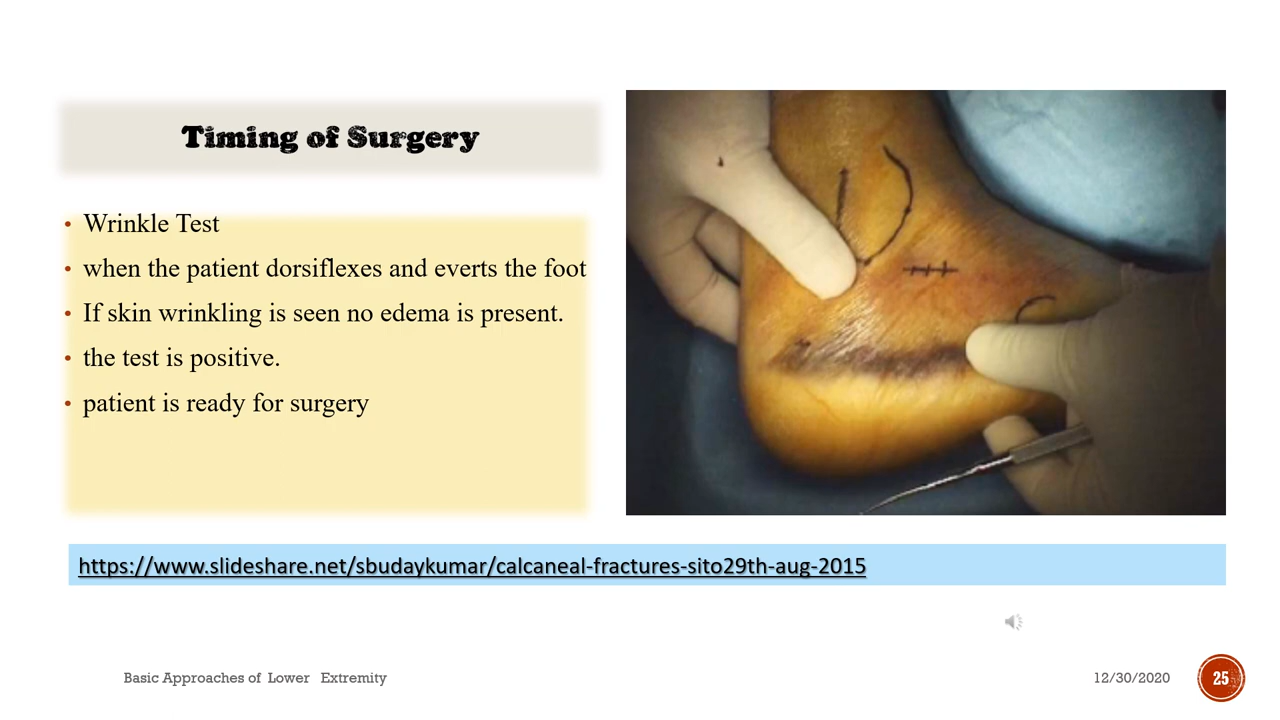 Timing of Surgery
Wrinkle Test
when the patient dorsiflexes and everts the foot
If skin wrinkling is seen no edema is present.
the test is positive.
patient is ready for surgery
https://www.slideshare.net/sbudaykumar/calcaneal-fractures-sito29th-aug-2015
Basic Approaches of Lower Extremity
12/30/2020
25